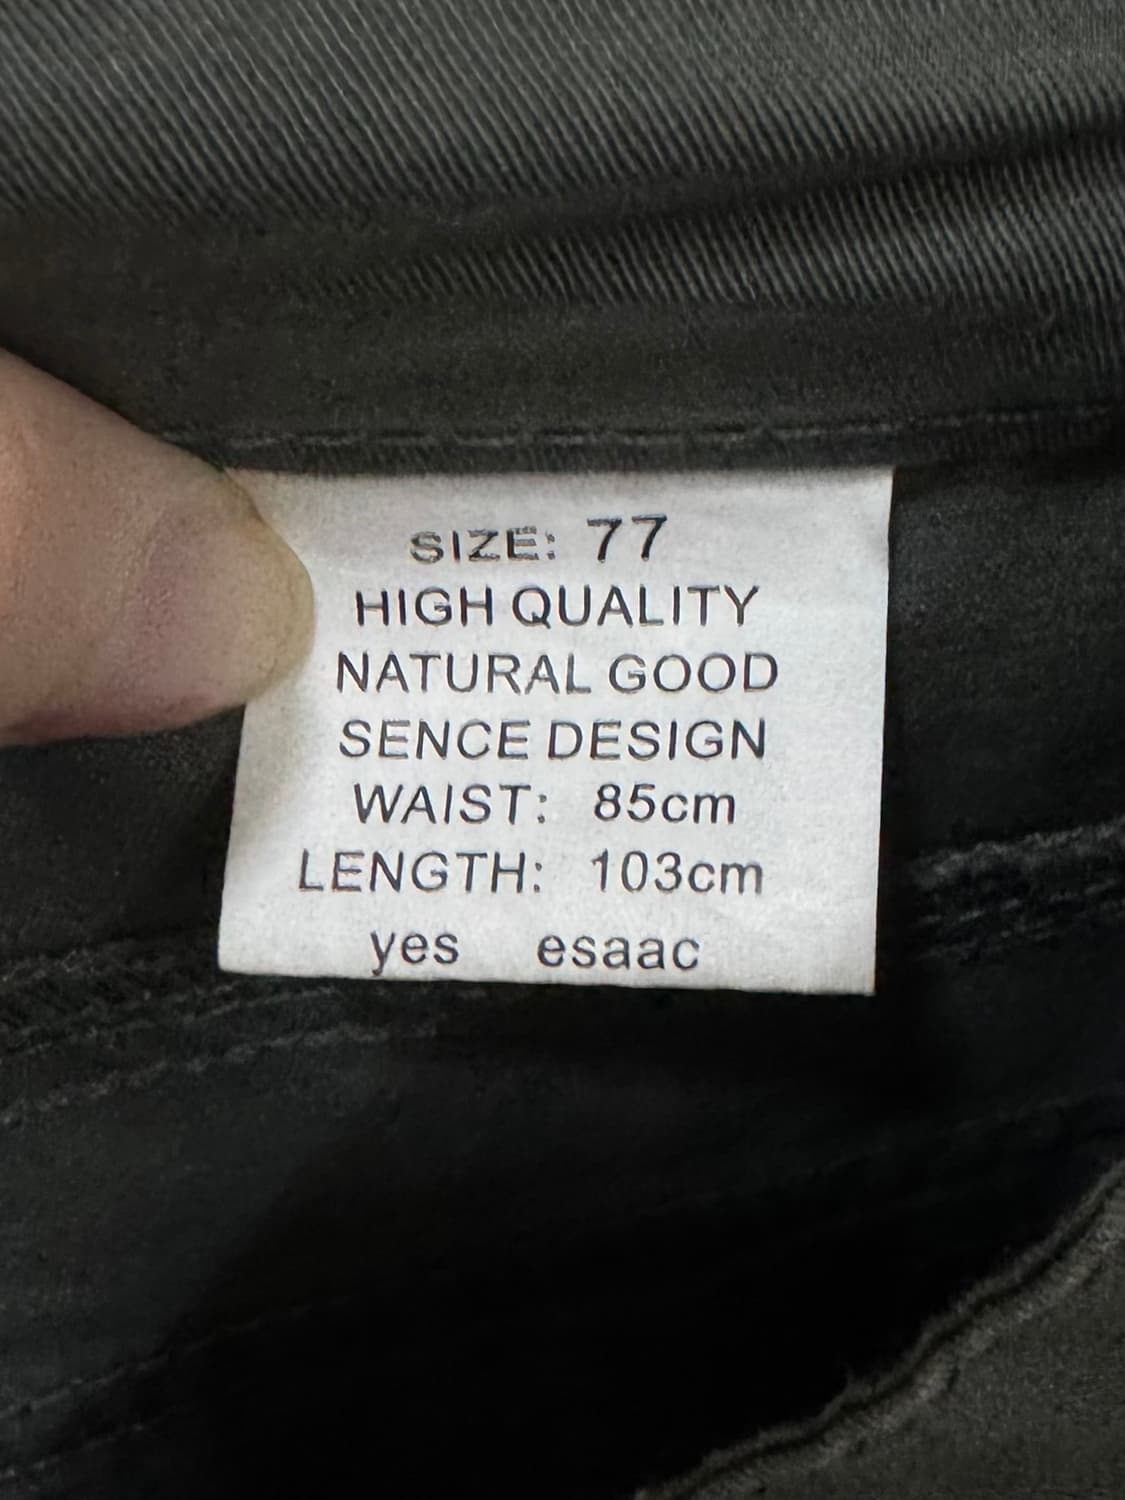 SIZE: 77
HIGH QUALITY
NATURAL GOOD
SENCE DESIGN
WAIST: 85cm
LENGTH: 103cm
yes esaac